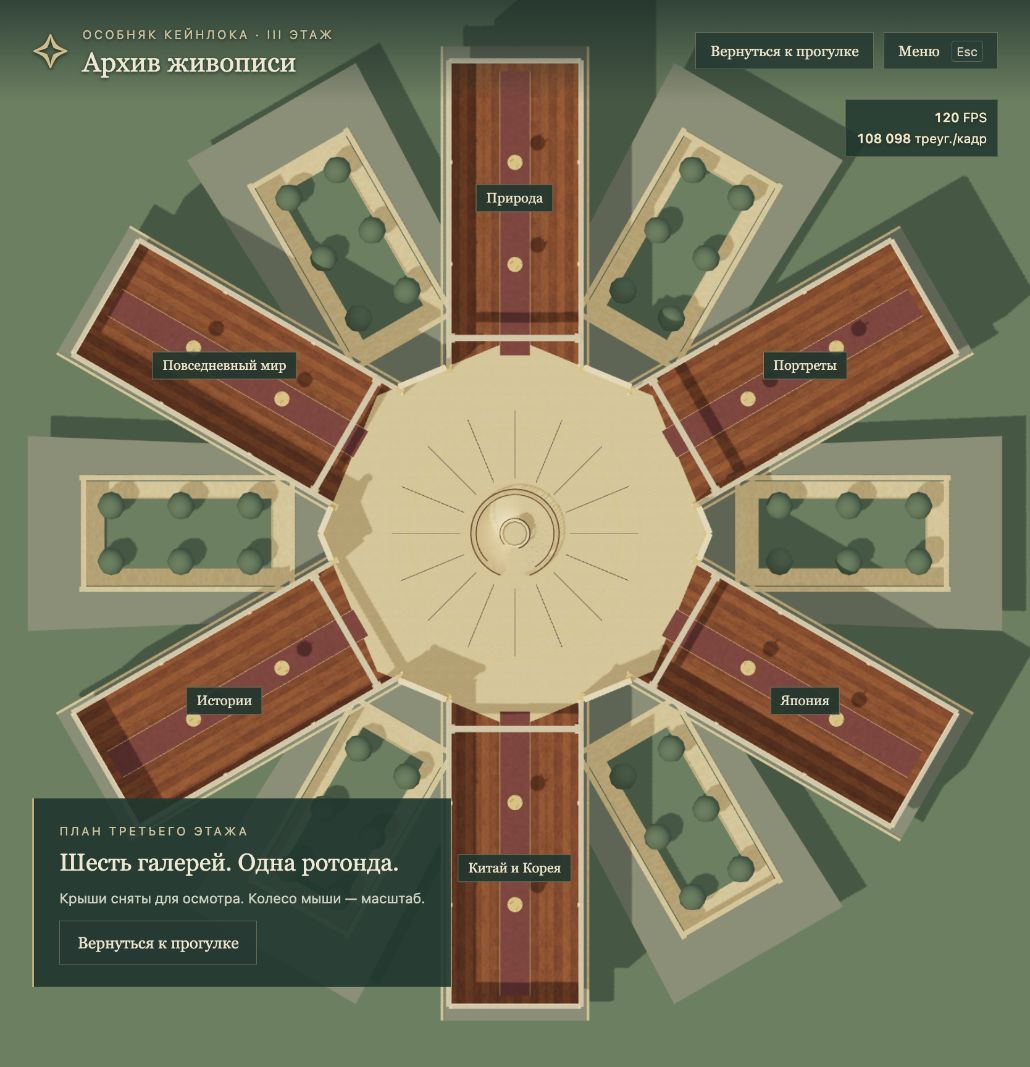 ОСОБНЯК КЕЙНЛОКА · III ЭТАЖ
Архив живописи
Вернуться к прогулке
Меню Esc
120 FPS
108 098 треуг./кадр
Природа
Повседневный мир
Портреты
Истории
Япония
Китай и Корея
ПЛАН ТРЕТЬЕГО ЭТАЖА
Шесть галерей. Одна ротонда.
Крыши сняты для осмотра. Колесо мыши — масштаб.
Вернуться к прогулке